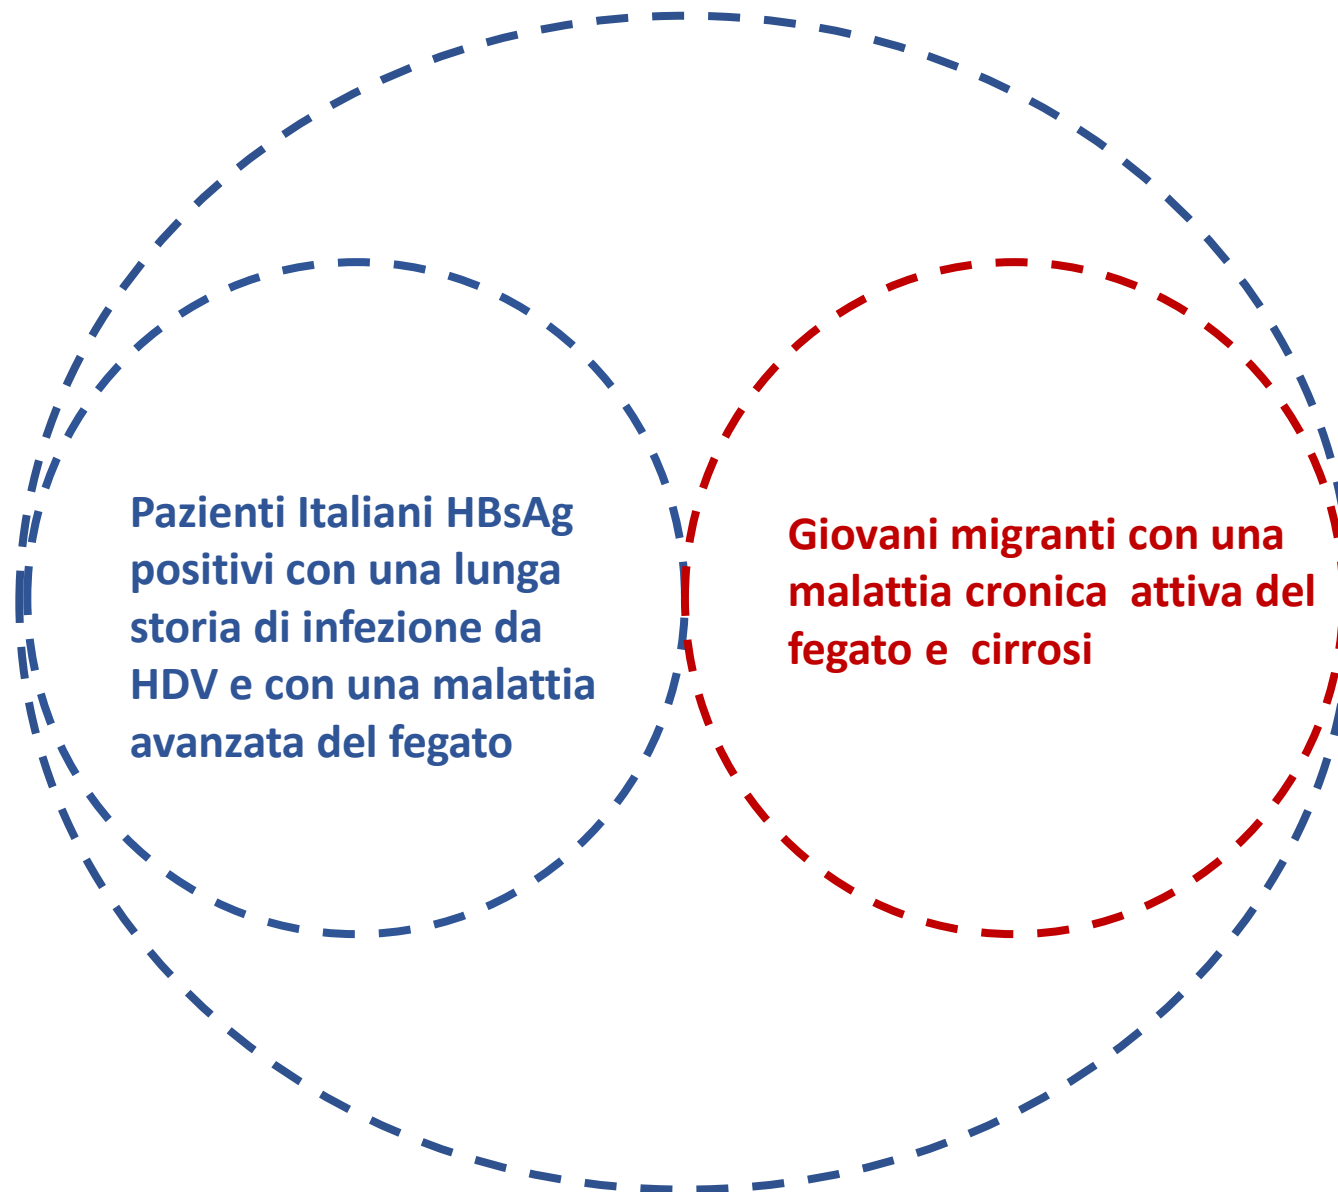 Pazienti Italiani HBsAg
positivi con una lunga
storia di infezione da
HDV e con una malattia
avanzata del fegato
Giovani migranti con una
malattia cronica  attiva del
fegato e  cirrosi